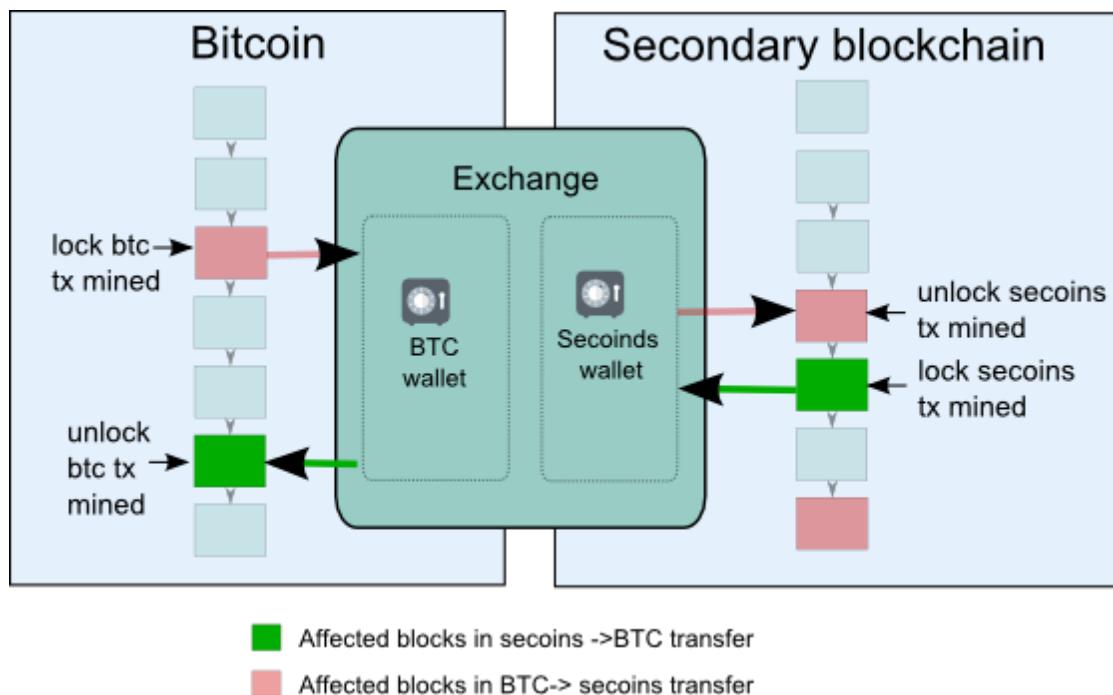 Bitcoin
Secondary blockchain
Exchange
lock btc
tx mined
BTC
wallet
Secoinds
wallet
unlock secoins
tx mined
lock secoins
tx mined
unlock
btc tx
mined
Affected blocks in secoins ->BTC transfer
Affected blocks in BTC-> secoins transfer